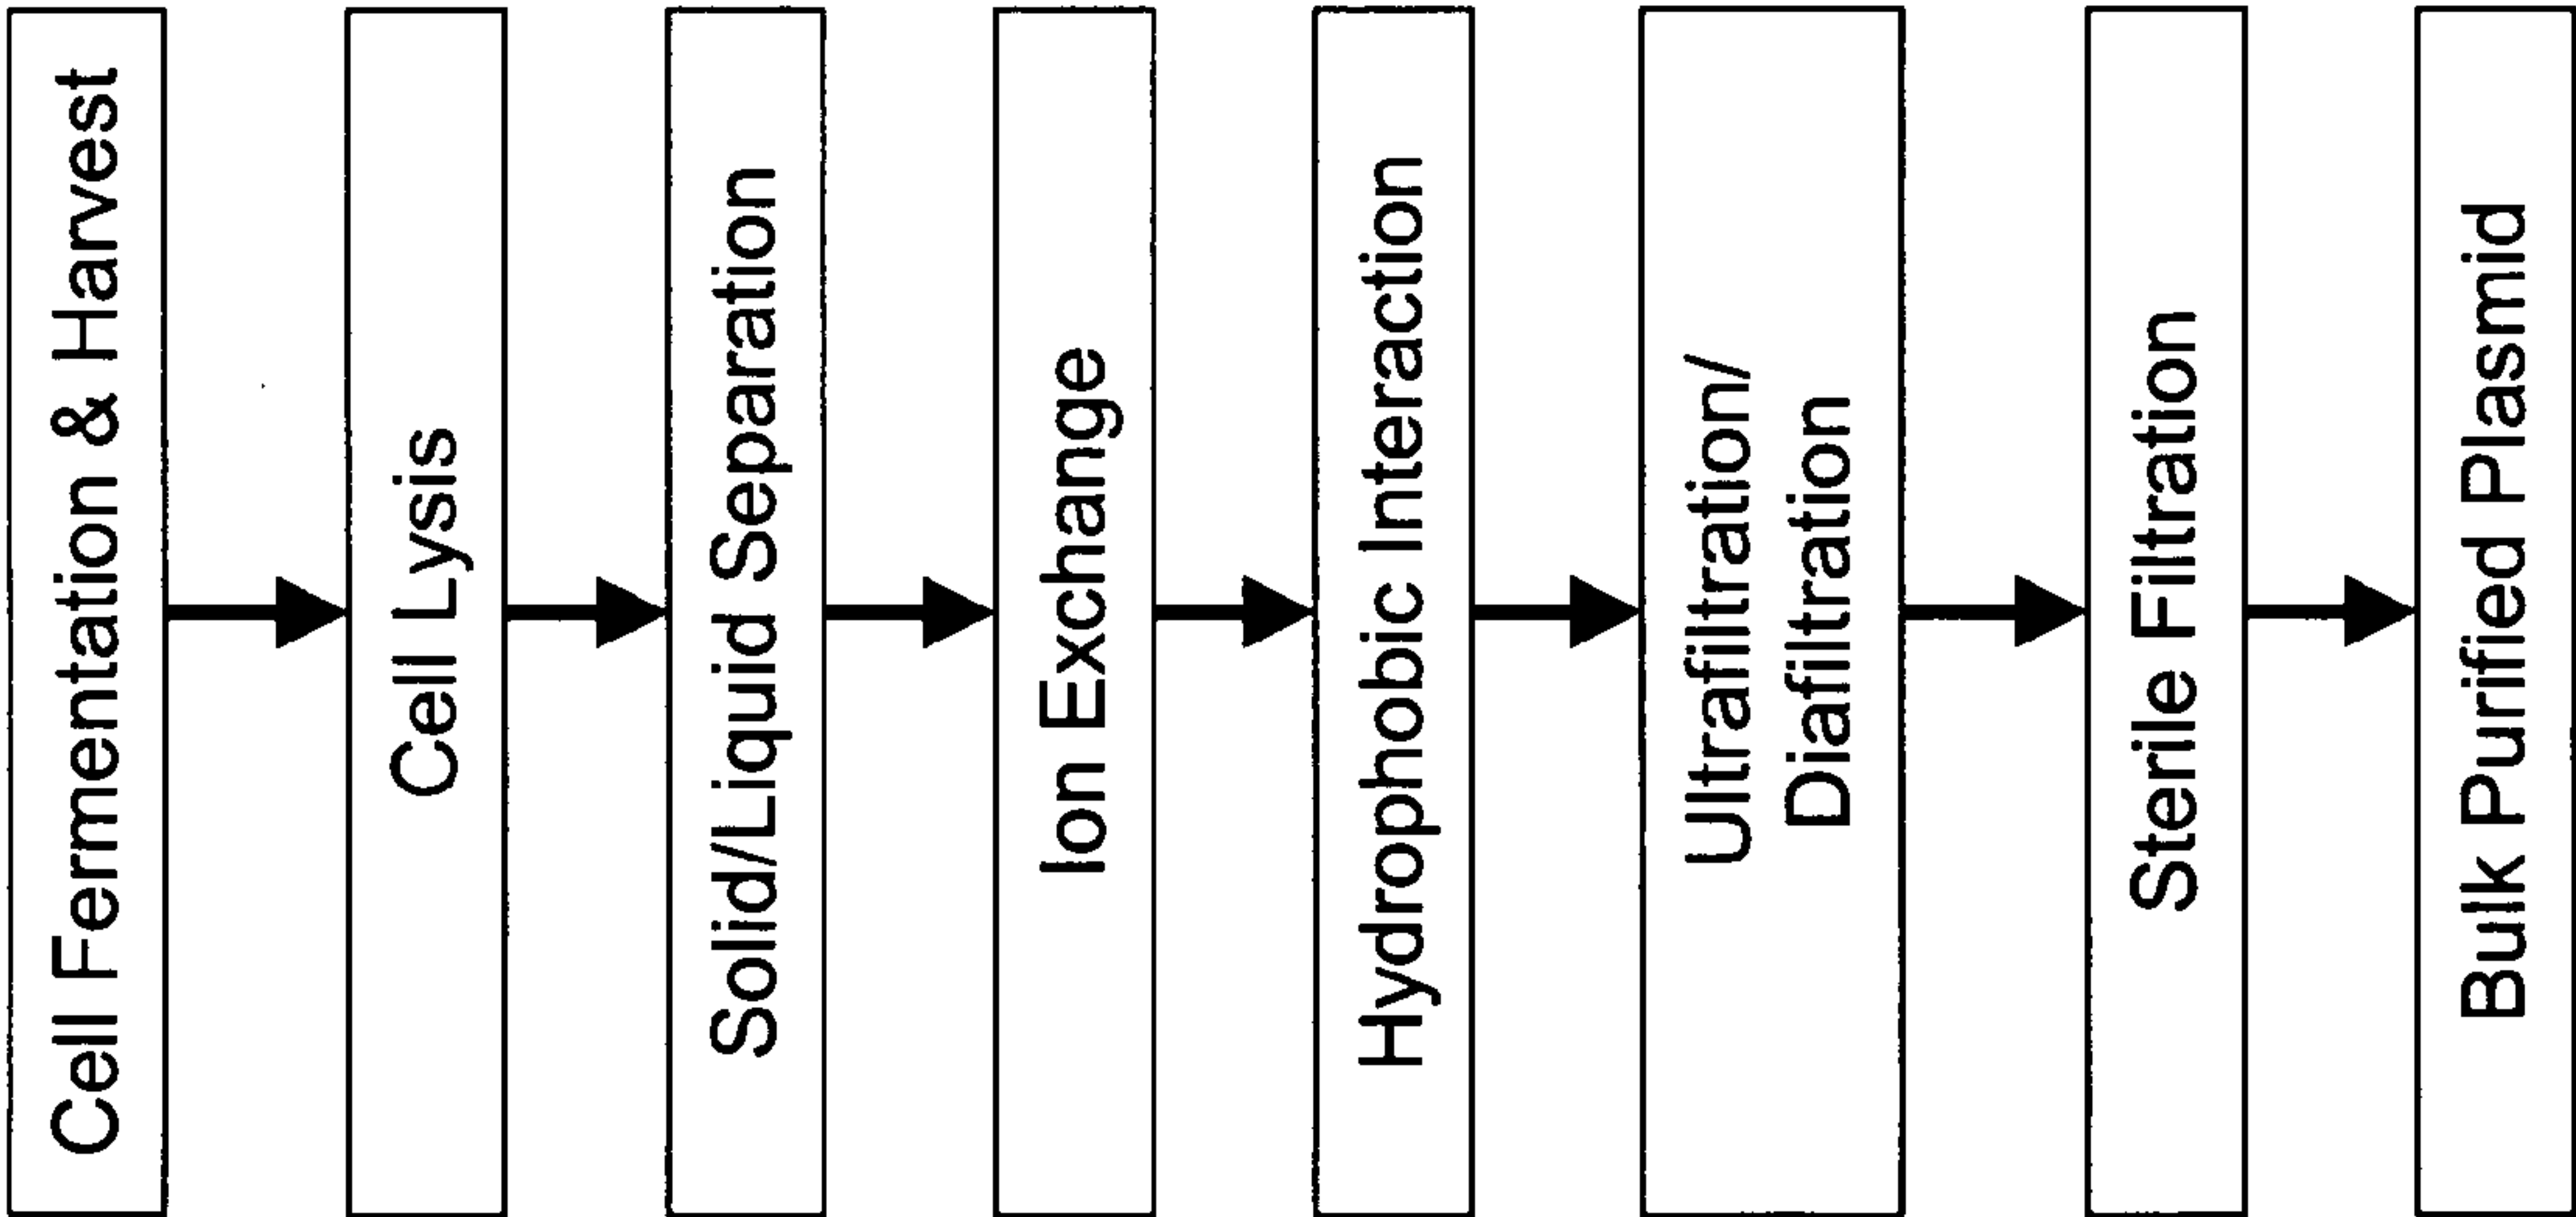 Cell Fermentation & Harvest
Cell Lysis
Solid/Liquid Separation
Ion Exchange
Hydrophobic Interaction
Ultrafiltration/
Diafiltration
Sterile Filtration
Bulk Purified Plasmid